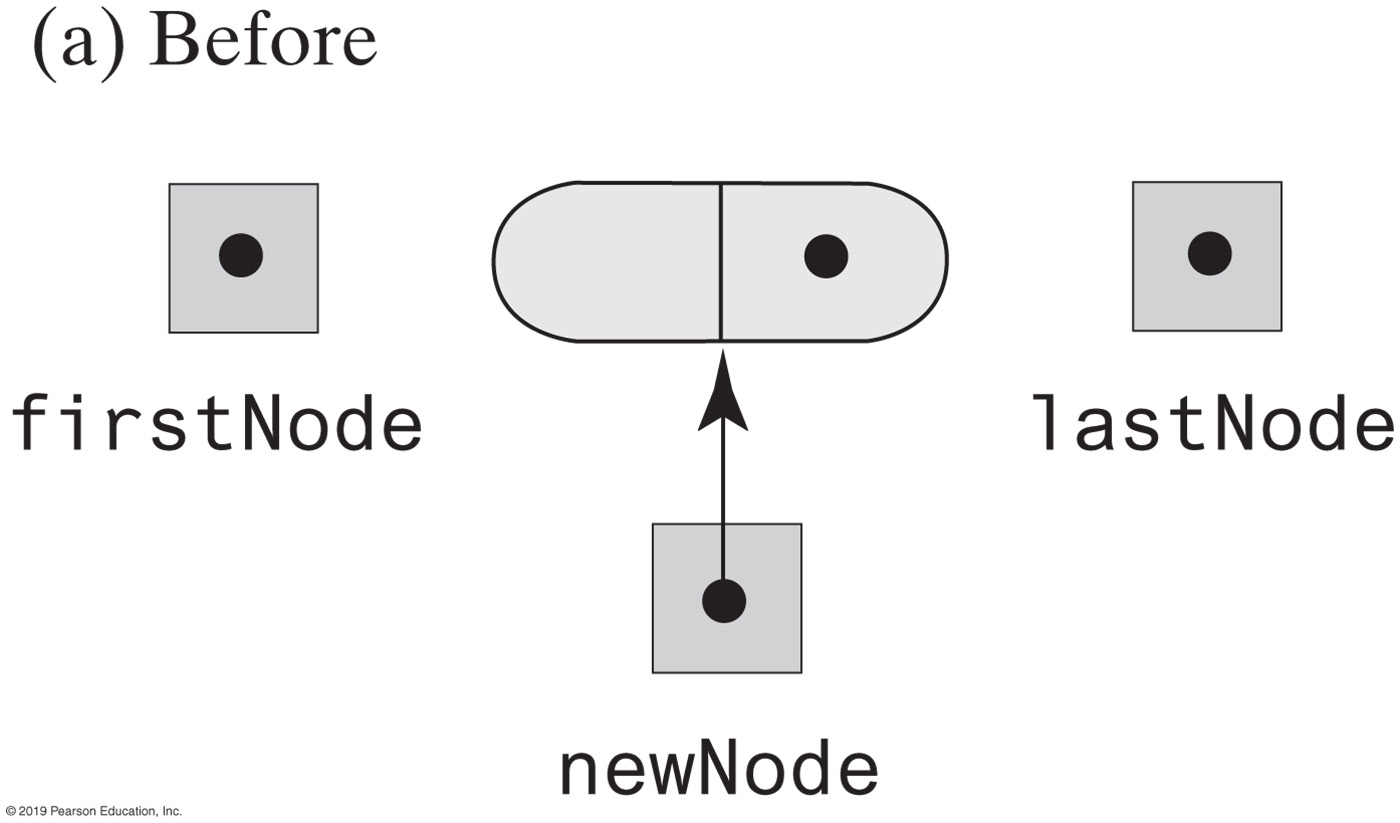 (a) Before
firstNode
lastNode
newNode
© 2019 Pearson Education, Inc.